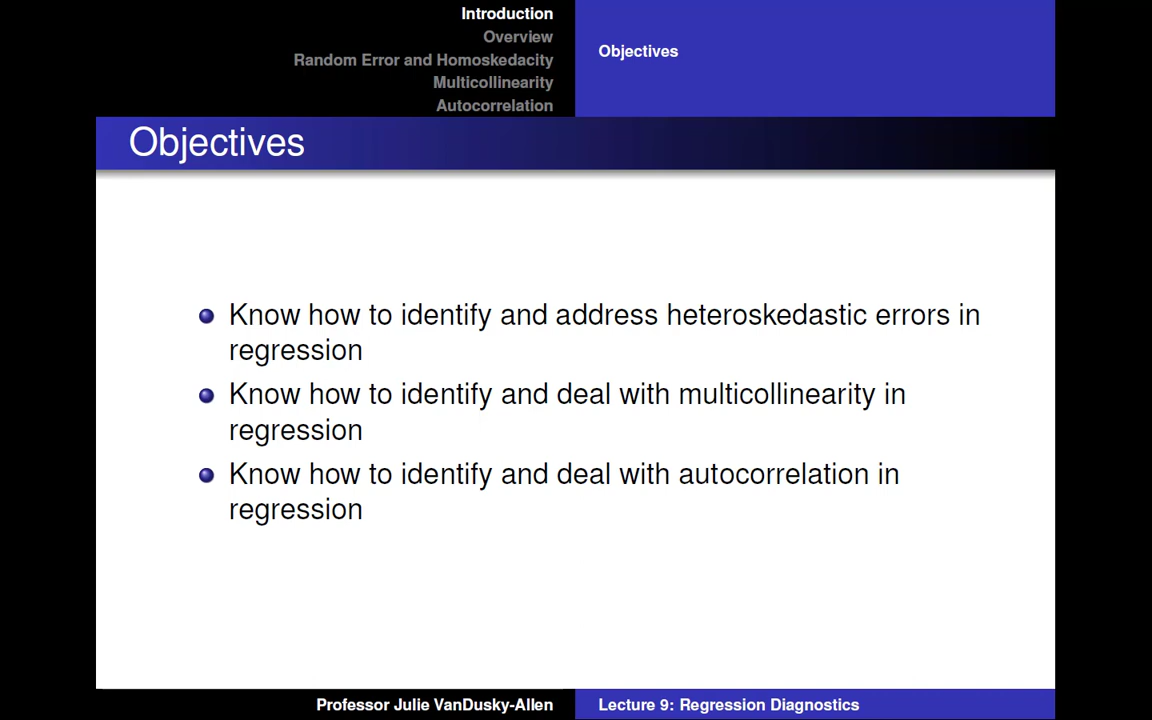 Introduction
Overview
Random Error and Homoskedacity
Multicollinearity
Autocorrelation
Objectives
Objectives
Know how to identify and address heteroskedastic errors in
regression
Know how to identify and deal with multicollinearity in
regression
Know how to identify and deal with autocorrelation in
regression
Professor Julie VanDusky-Allen
Lecture 9: Regression Diagnostics